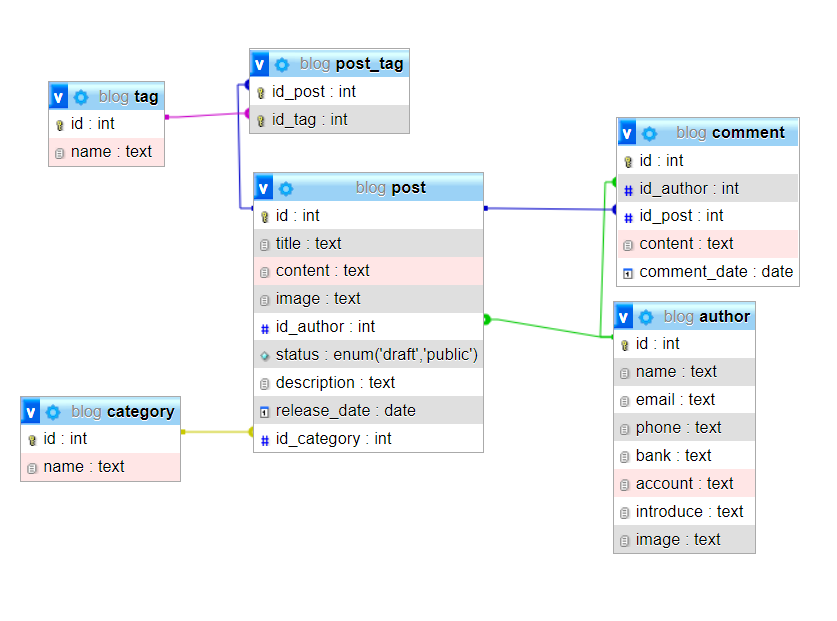 v blog tag
id : int
name : text
v blog post_tag
id_post : int
id_tag : int
v blog post
id : int
title : text
content : text
image : text
# id_author : int
status : enum('draft','public')
description : text
release_date : date
# id_category : int
v blog category
id : int
name : text
v blog comment
id : int
# id_author : int
# id_post : int
content : text
comment_date : date
v blog author
id : int
name : text
email : text
phone : text
bank : text
account : text
introduce : text
image : text